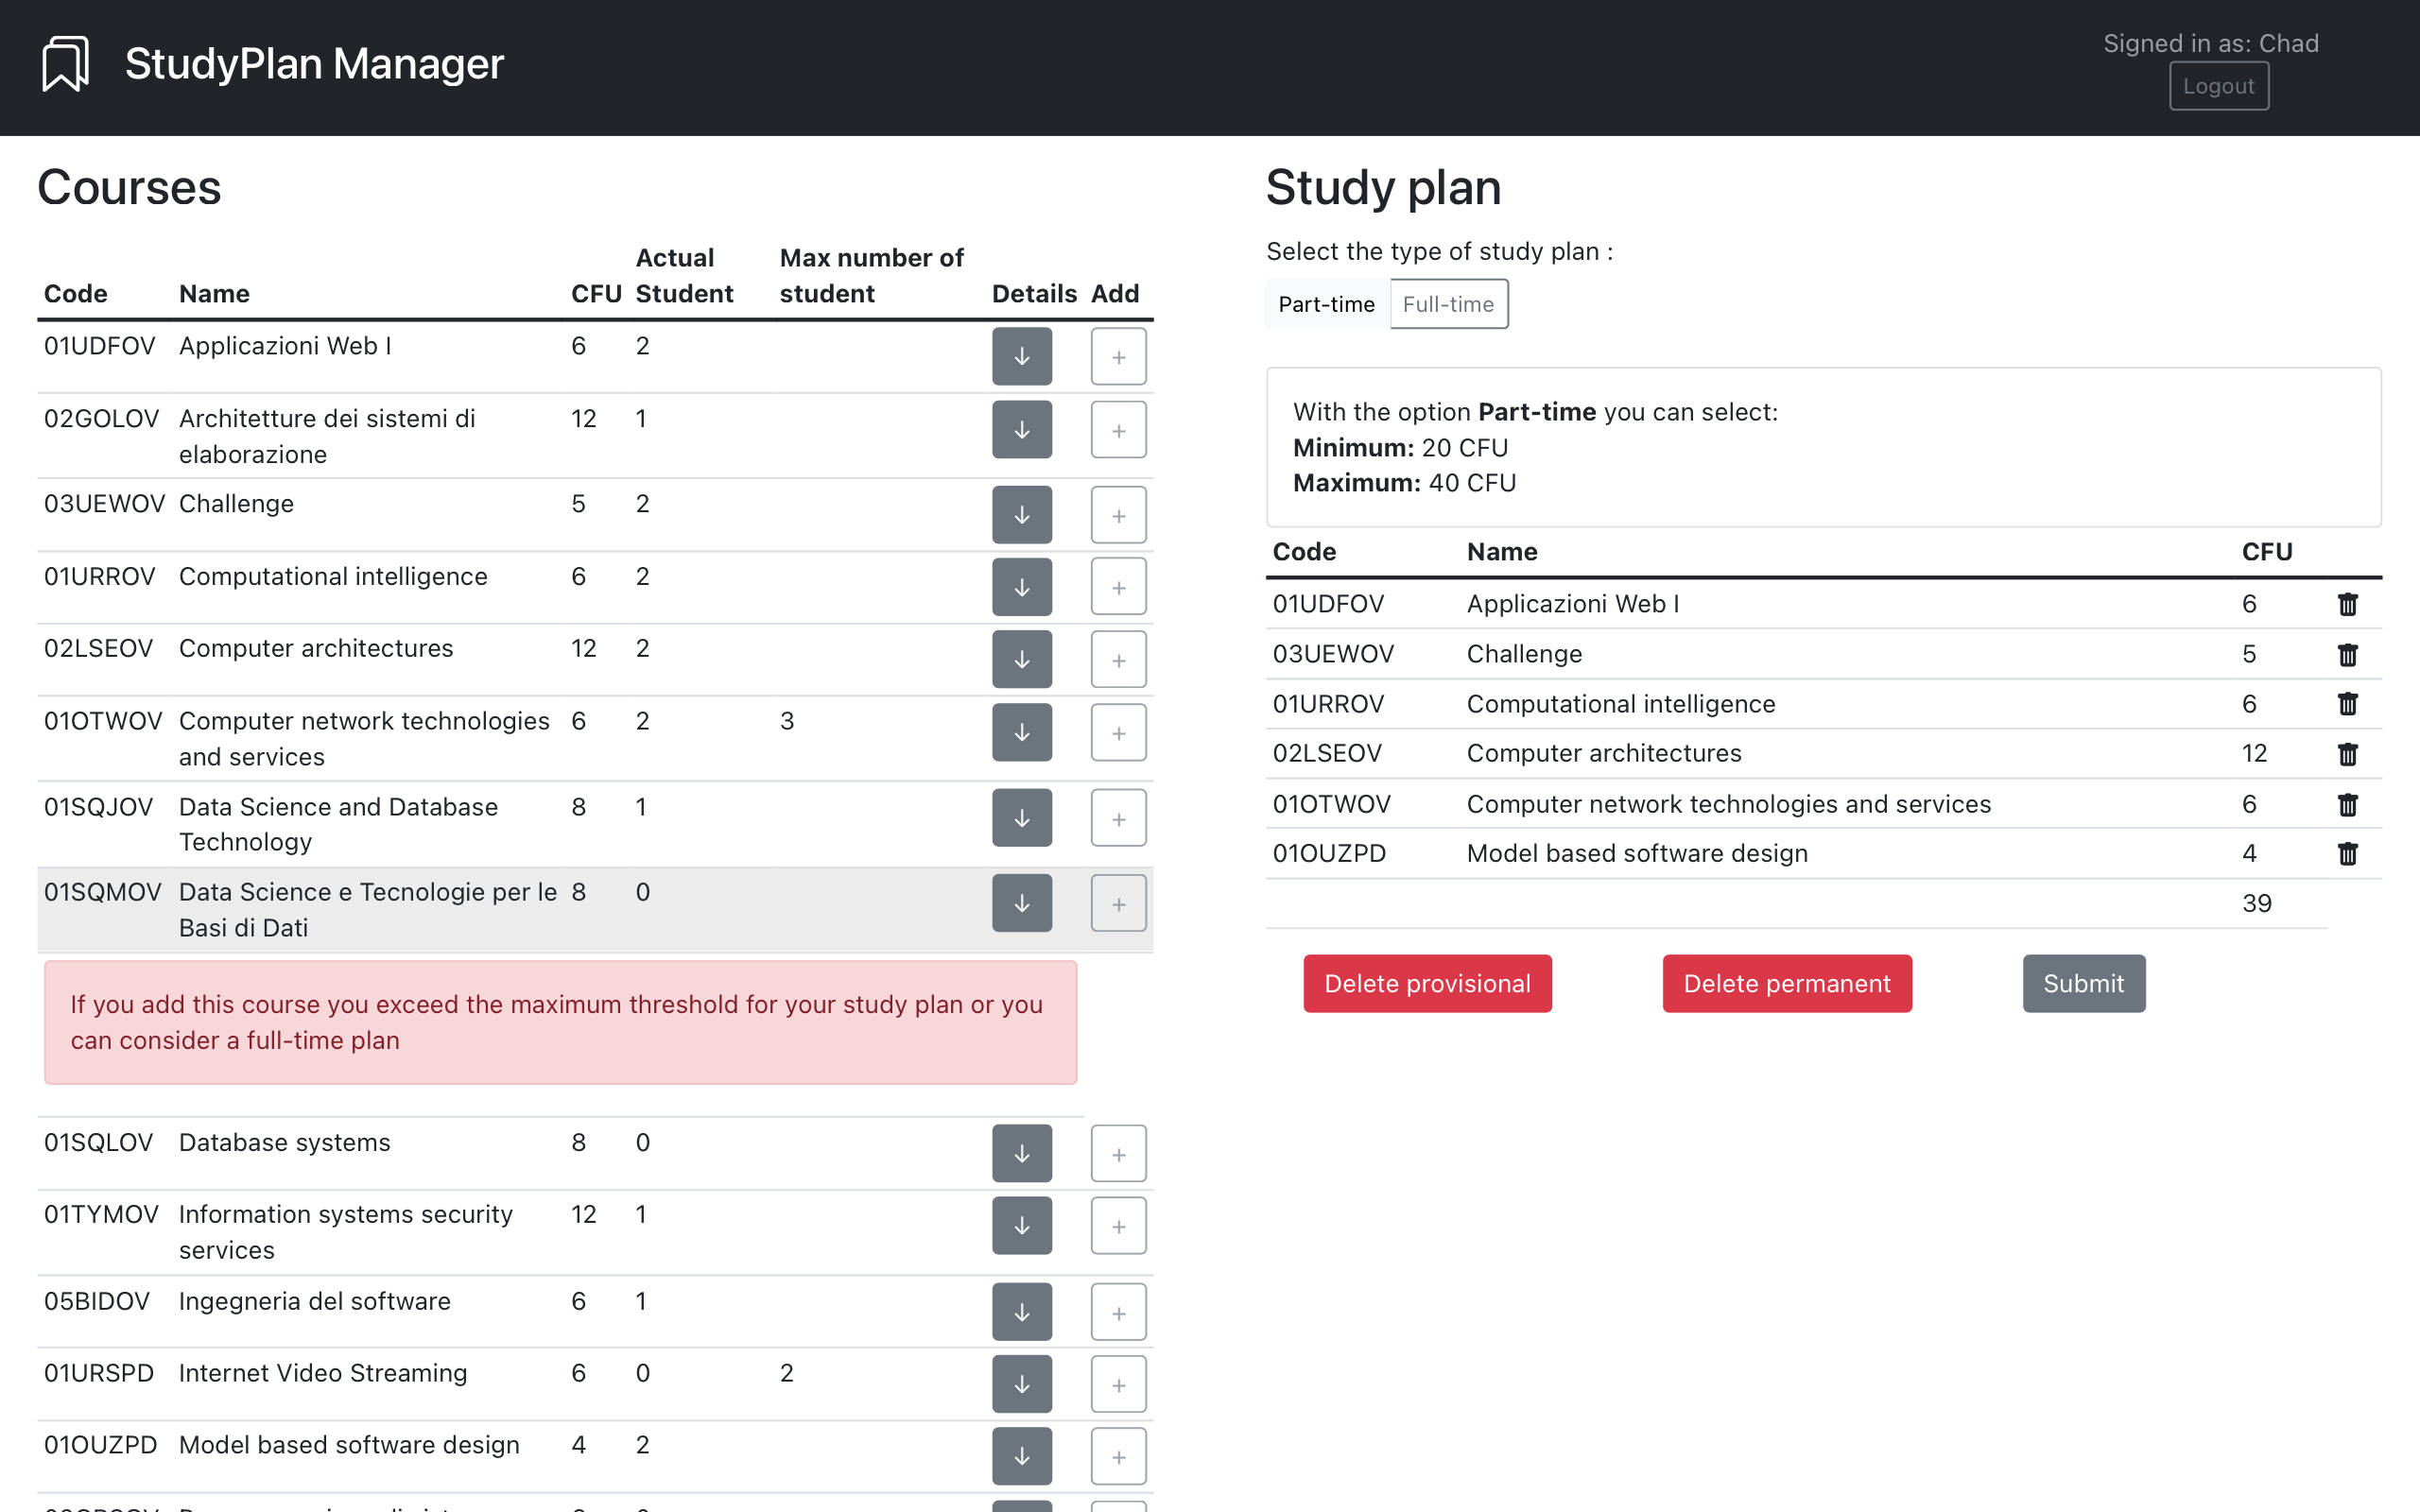 StudyPlan Manager
Signed in as: Chad
Logout
Courses
Code Name CFU Actual Student Max number of student Details Add
01UDFOV Applicazioni Web I 6 2 +
02GOLOV Architetture dei sistemi di elaborazione 12 1 +
03UEWOV Challenge 5 2 +
01URROV Computational intelligence 6 2 +
02LSEOV Computer architectures 12 2 +
01OTWOV Computer network technologies and services 6 2 3 +
01SQJOV Data Science and Database Technology 8 1 +
01SQMOV Data Science e Tecnologie per le Basi di Dati 8 0 +
If you add this course you exceed the maximum threshold for your study plan or you
can consider a full-time plan
01SQLOV Database systems 8 0 +
01TYMOV Information systems security services 12 1 +
05BIDOV Ingegneria del software 6 1 +
01URSPD Internet Video Streaming 6 0 2 +
01OUZPD Model based software design 4 2 +
Study plan
Select the type of study plan :
Part-time Full-time
With the option Part-time you can select:
Minimum: 20 CFU
Maximum: 40 CFU
Code Name CFU
01UDFOV Applicazioni Web I 6
03UEWOV Challenge 5
01URROV Computational intelligence 6
02LSEOV Computer architectures 12
01OTWOV Computer network technologies and services 6
01OUZPD Model based software design 4
39
Delete provisional Delete permanent Submit